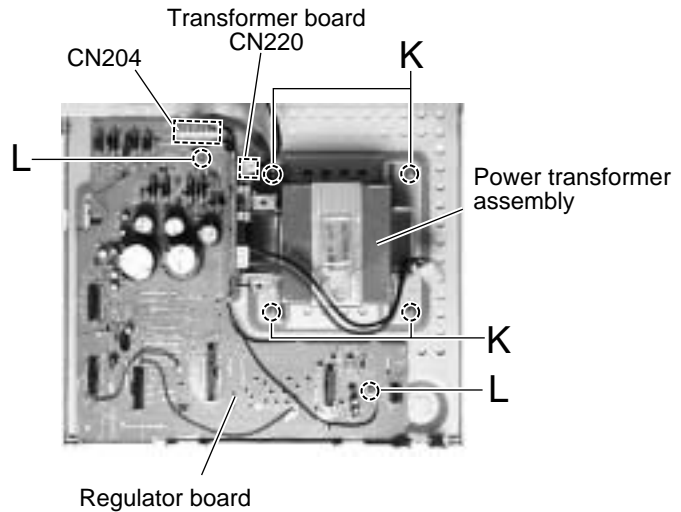 Transformer board
CN220
CN204
K
L
Power transformer
assembly
K
L
Regulator board